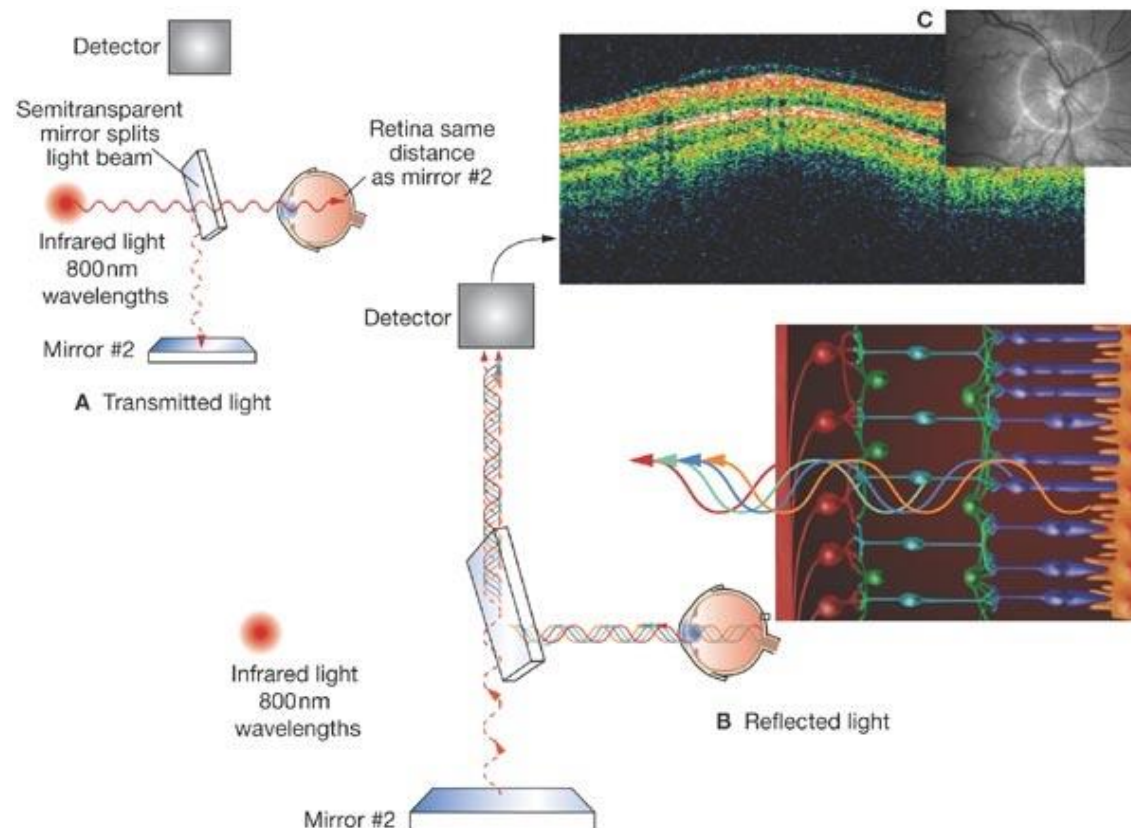 Detector
Semitransparent
mirror splits
light beam
Retina same
distance
as mirror #2
Infrared light
800nm
wavelengths
Mirror #2
A Transmitted light
C
Detector
Infrared light
800nm
wavelengths
B Reflected light
Mirror #2